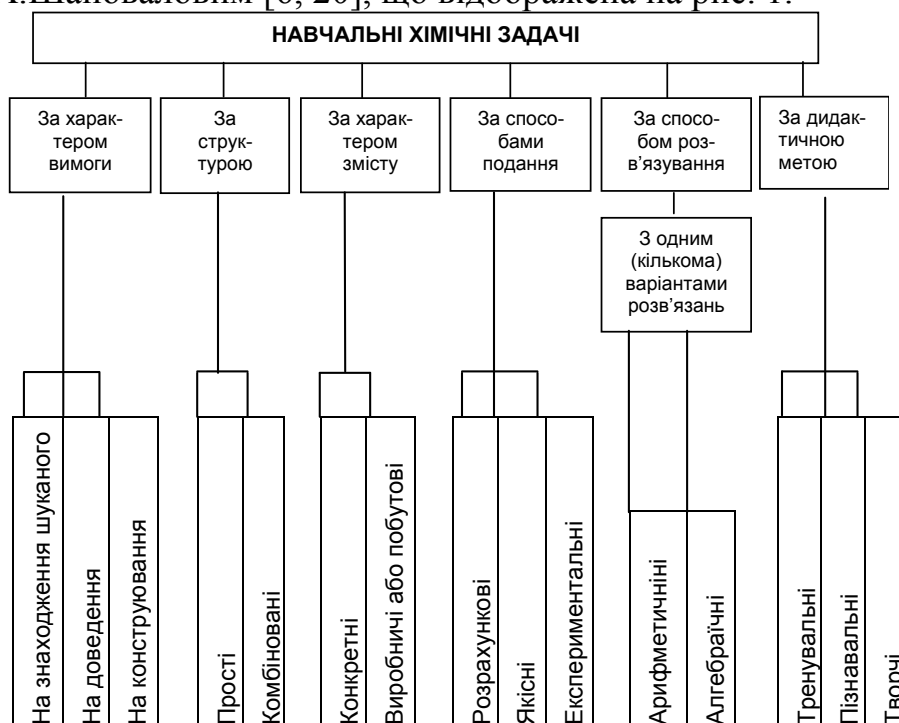 І.Шаповаловим [6, 20], що відображена на рис. 1.
НАВЧАЛЬНІ ХІМІЧНІ ЗАДАЧІ
За харак-
тером
вимоги
За
струк-
турою
За харак-
тером
змісту
За спосо-
бами
подання
За спосо-
бом роз-
в'язування
За дидак-
тичною
метою
З одним
(кількома)
варіантами
розв'язань
На знаходження шуканого
На доведення
На конструювання
Прості
Комбіновані
Конкретні
Виробничі або побутові
Розрахункові
Якісні
Експериментальні
Арифметичніні
Алгебраїчні
Тренувальні
Пізнавальні
Творчі